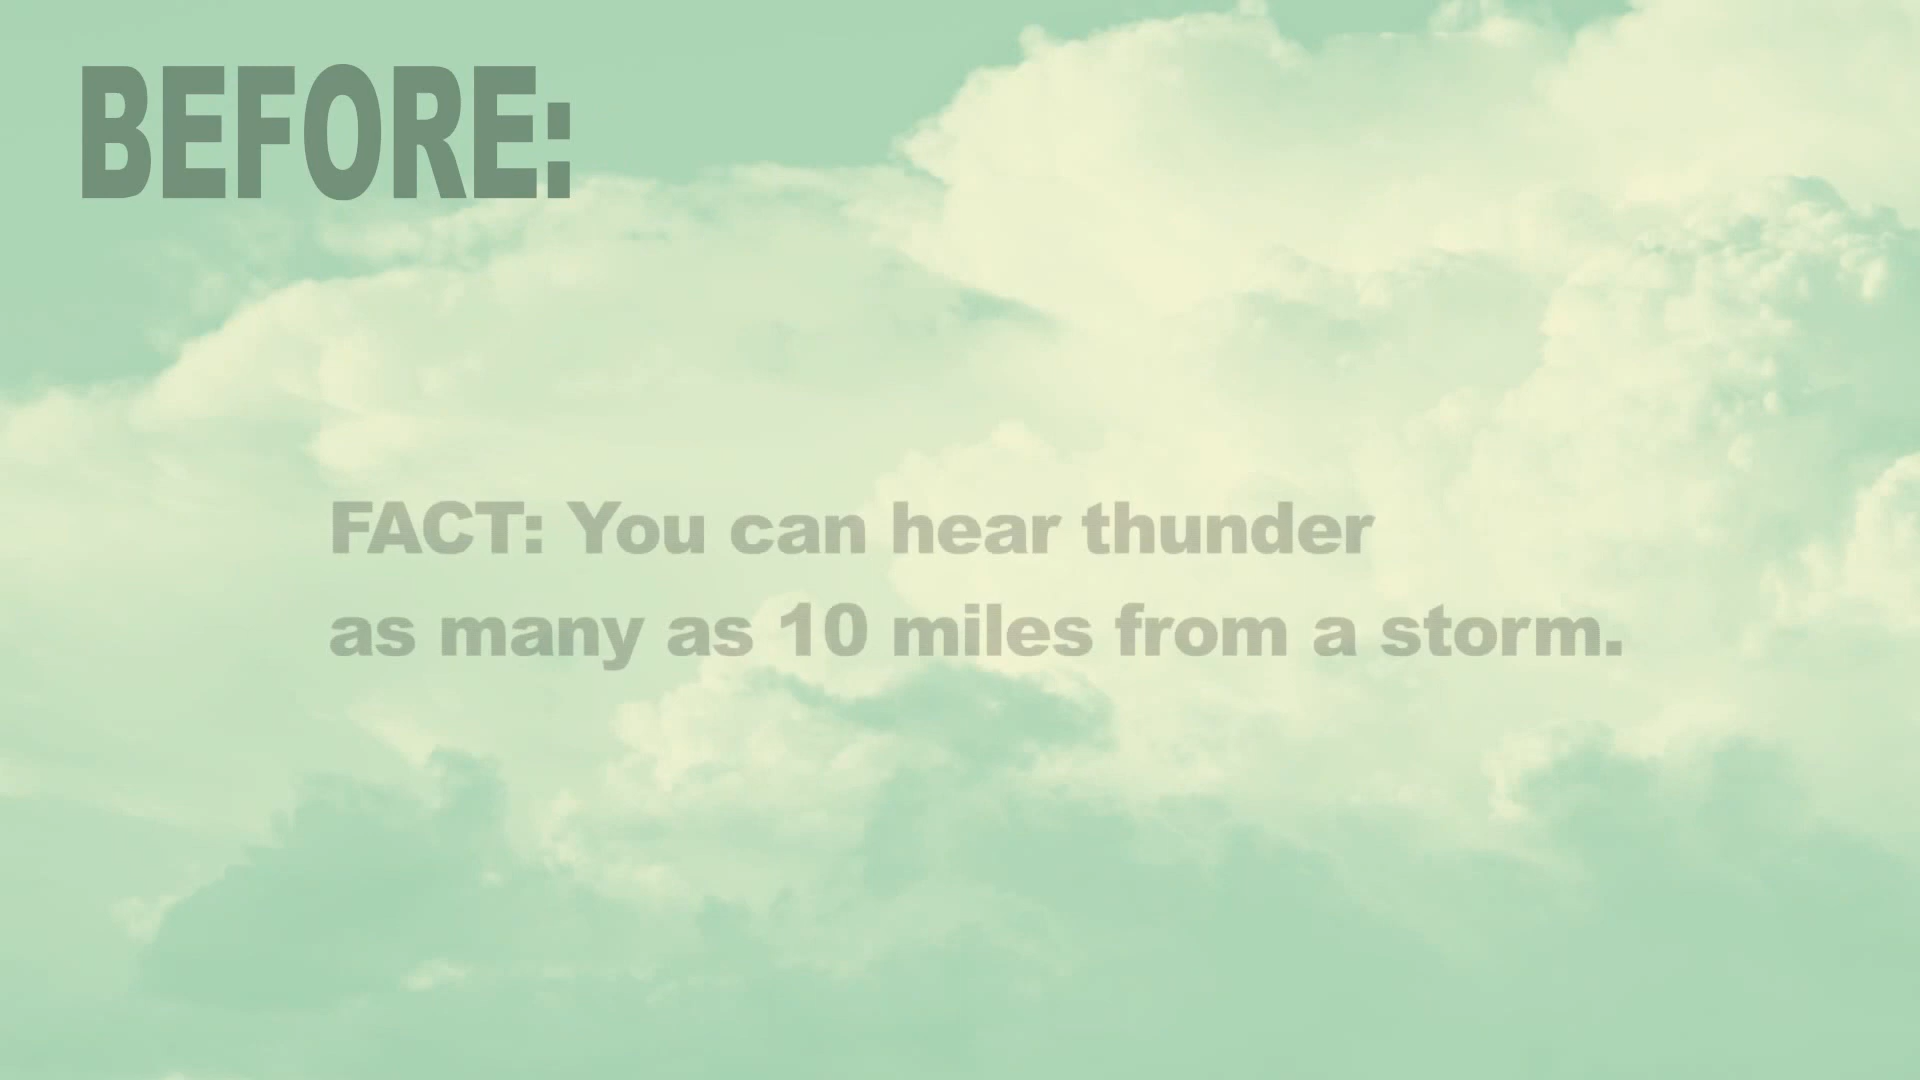 BEFORE:
FACT: You can hear thunder
as many as 10 miles from a storm.